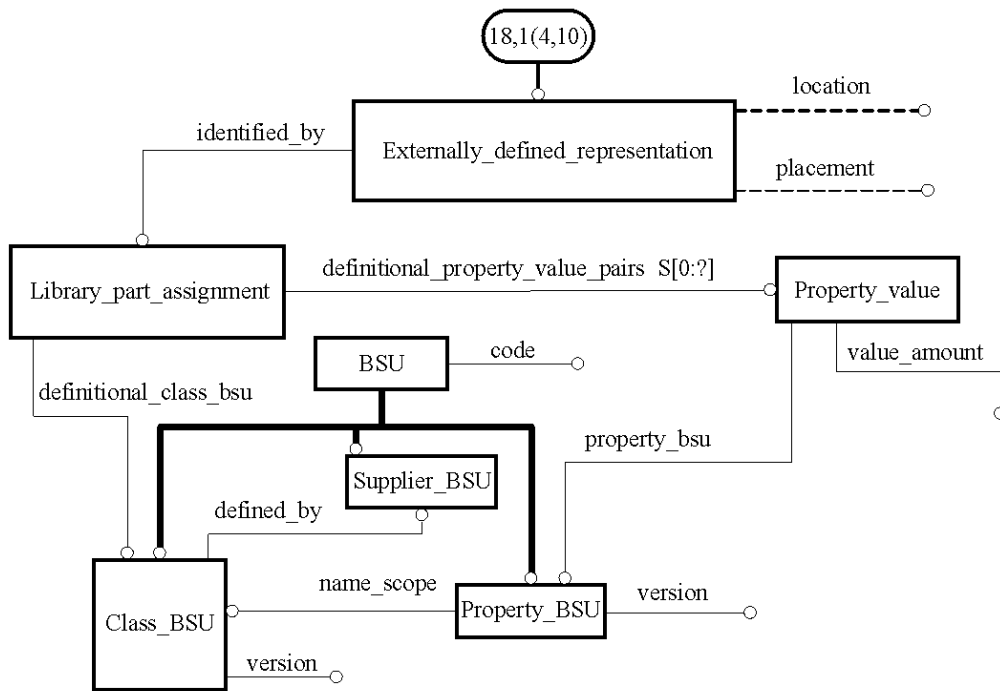 18,1(4,10)
location
identified_by
Externally_defined_representation
placement
definitional_property_value_pairs S[0:?]
Library_part_assignment
Property_value
BSU
code
value_amount
definitional_class_bsu
property_bsu
Supplier_BSU
defined_by
name_scope
Property_BSU
version
Class_BSU
version